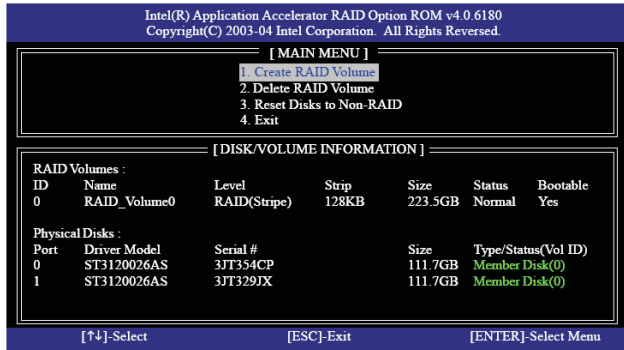 Intel(R) Application Accelerator RAID Option ROM v4.0.6180
Copyright(C) 2003-04 Intel Corporation. All Rights Reversed.
[ MAIN MENU ]
1. Create RAID Volume
2. Delete RAID Volume
3. Reset Disks to Non-RAID
4. Exit
[ DISK/VOLUME INFORMATION ]
RAID Volumes :
ID Name Level Strip Size Status Bootable
0 RAID_Volume0 RAID(Stripe) 128KB 223.5GB Normal Yes
Physical Disks :
Port Driver Model Serial # Size Type/Status(Vol ID)
0 ST3120026AS 3JT354CP 111.7GB Member Disk(0)
1 ST3120026AS 3JT329JX 111.7GB Member Disk(0)
[↑↓]-Select [ESC]-Exit [ENTER]-Select Menu